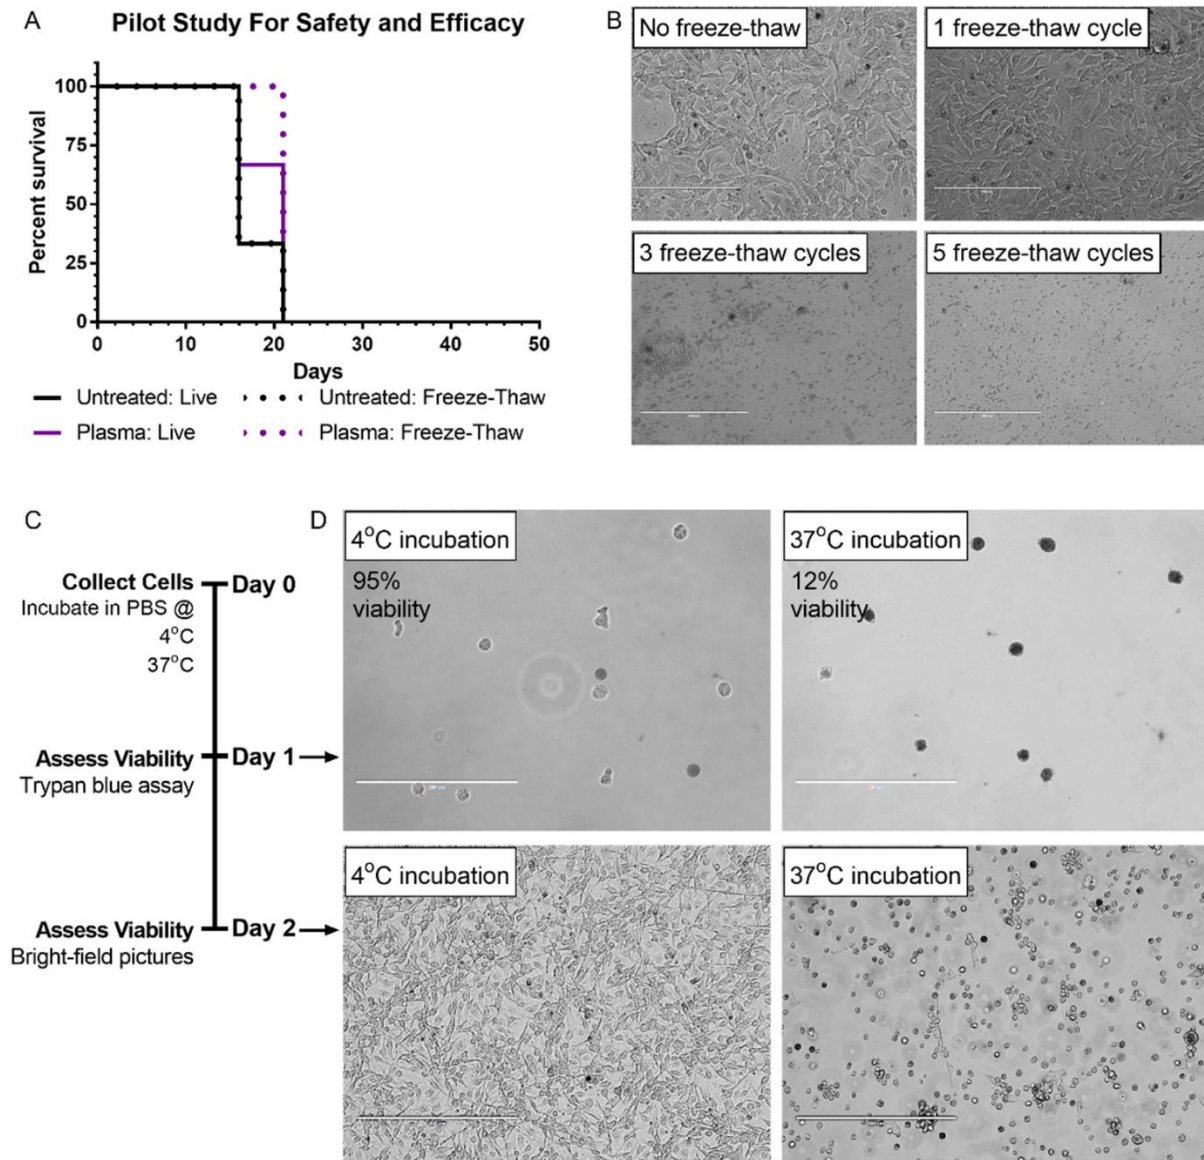 A
Pilot Study For Safety and Efficacy
Percent survival
100
75
50
25
0
0 10 20 30 40 50
Days
Untreated: Live
Untreated: Freeze-Thaw
Plasma: Live
Plasma: Freeze-Thaw
B
No freeze-thaw
1 freeze-thaw cycle
3 freeze-thaw cycles
5 freeze-thaw cycles
C
Collect Cells
Day 0
Incubate in PBS @
4°C
37°C
Assess Viability
Day 1
Trypan blue assay
Assess Viability
Day 2
Bright-field pictures
D
4°C incubation
95%
viability
37°C incubation
12%
viability
4°C incubation
37°C incubation